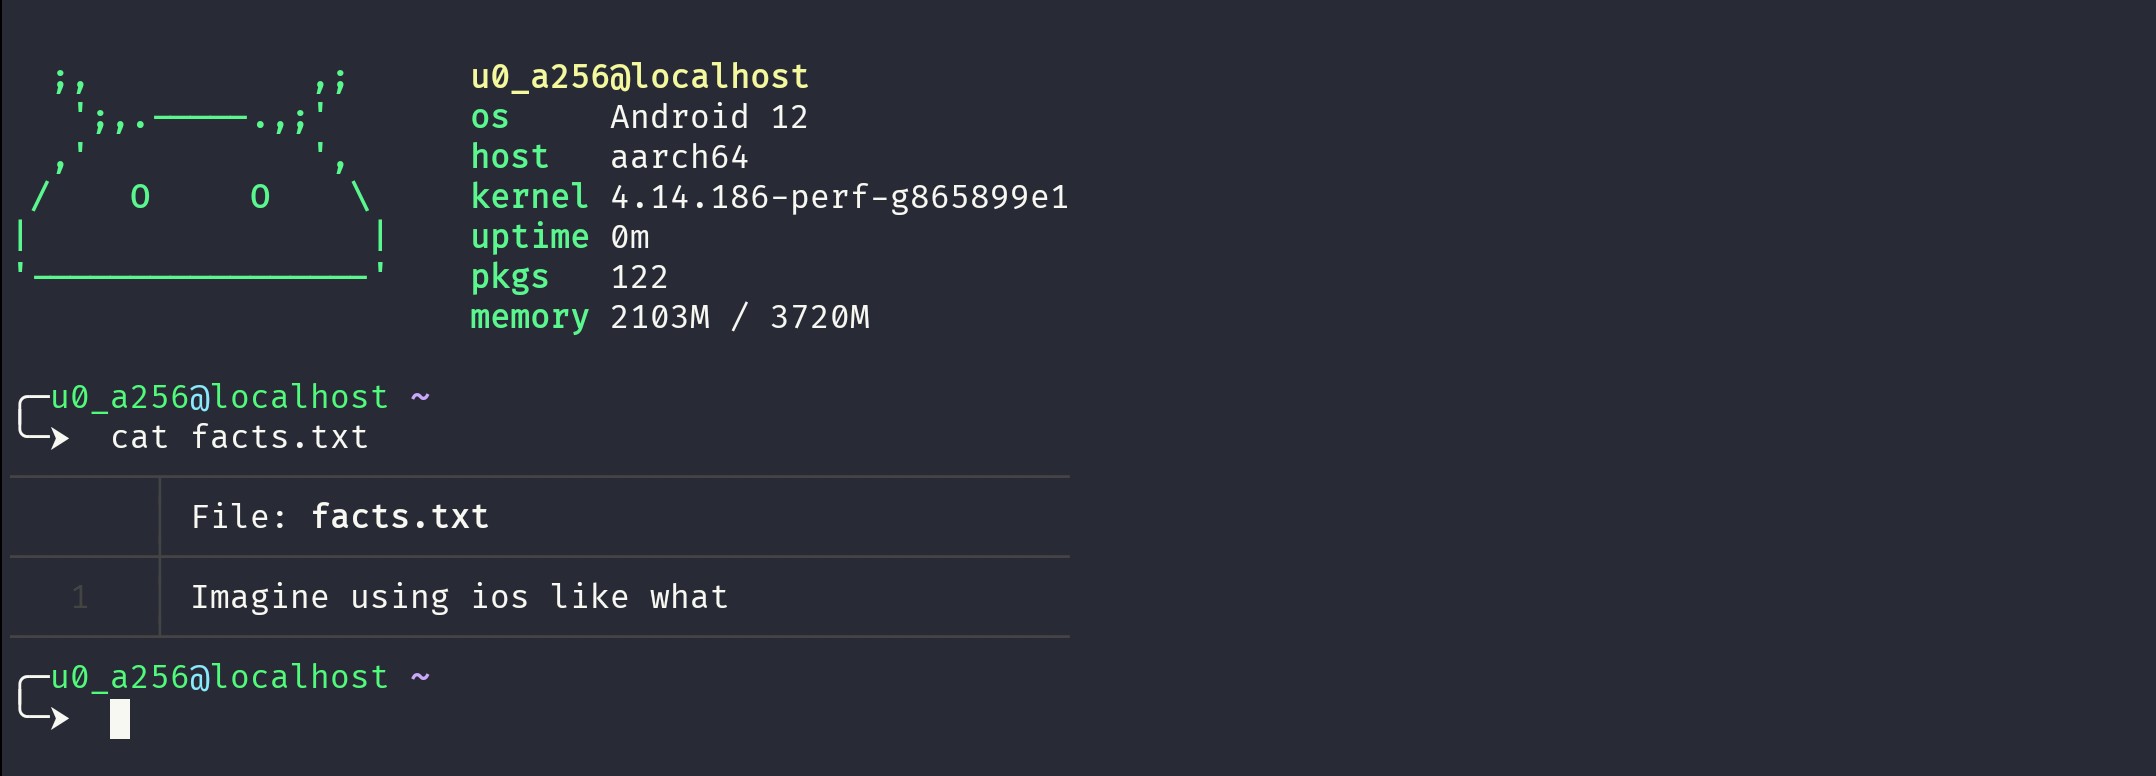 u0_a256@localhost
os Android 12
host aarch64
kernel 4.14.186-perf-g865899e1
uptime 0m
pkgs 122
memory 2103M / 3720M
u0_a256@localhost ~
cat facts.txt
File: facts.txt
1 Imagine using ios like what
u0_a256@localhost ~